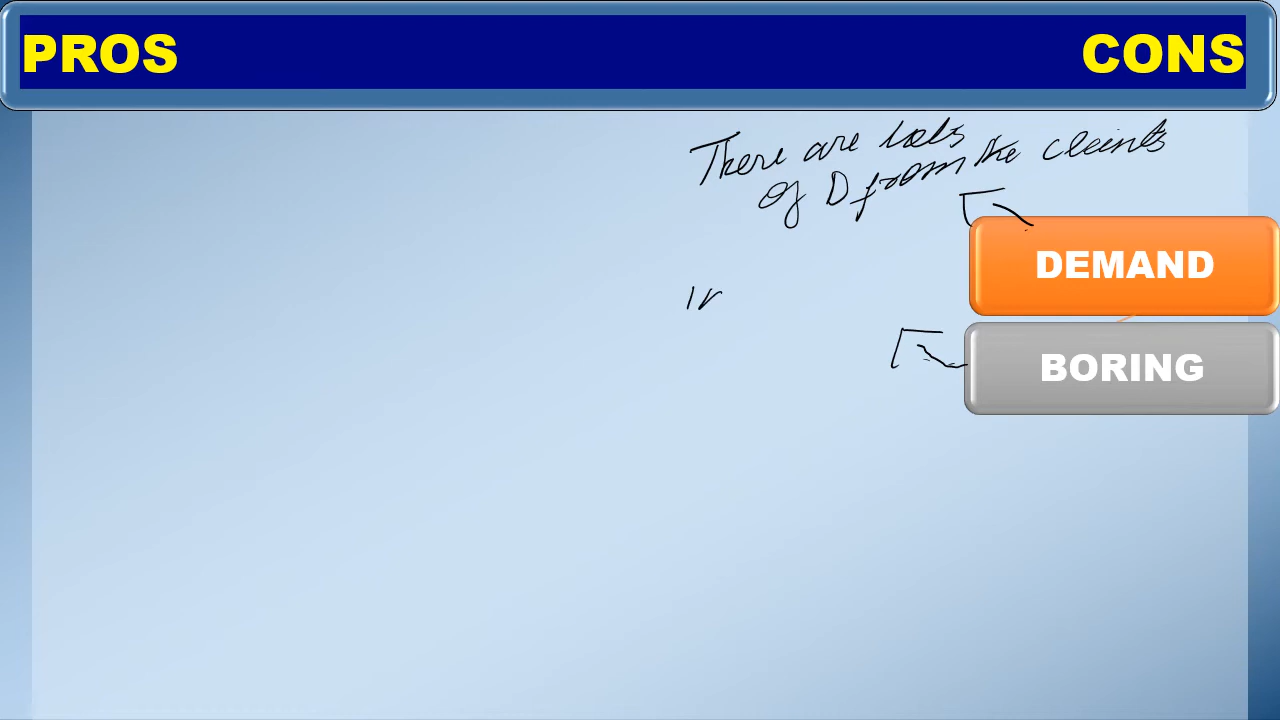 PROS CONS
There are lots
of D from the clients
DEMAND
BORING